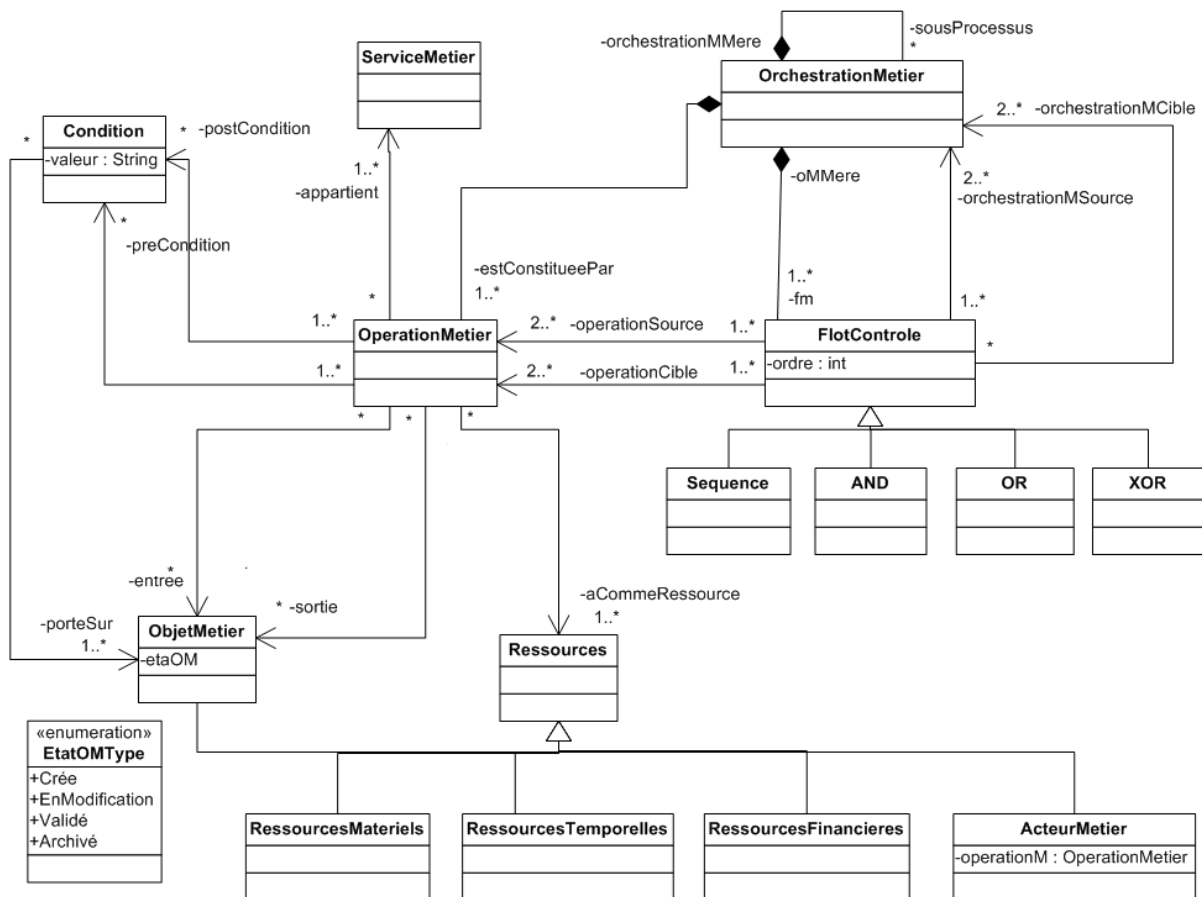 -sousProcessus
-orchestrationMMere
*
ServiceMetier
OrchestrationMetier
2..*
-orchestrationMCible
*
Condition
*
-postCondition
-valeur : String
1..*
-appartient
-oMMere
2..*
-orchestrationMSource
*
-preCondition
-estConstitueePar
1..*
1..*
-fm
*
1..*
1..*
OperationMetier
2..*
-operationSource
1..*
FlotControle
*
-ordre : int
1..*
2..*
-operationCible
1..*
*
*
*
Sequence
AND
OR
XOR
*
-entree
-aCommeRessource
1..*
*
-sortie
-porteSur
1..*
ObjetMetier
-etaOM
Ressources
«enumeration»
EtatOMType
+Crée
+EnModification
+Validé
+Archivé
RessourcesMateriels
RessourcesTemporelles
RessourcesFinancieres
ActeurMetier
-operationM : OperationMetier